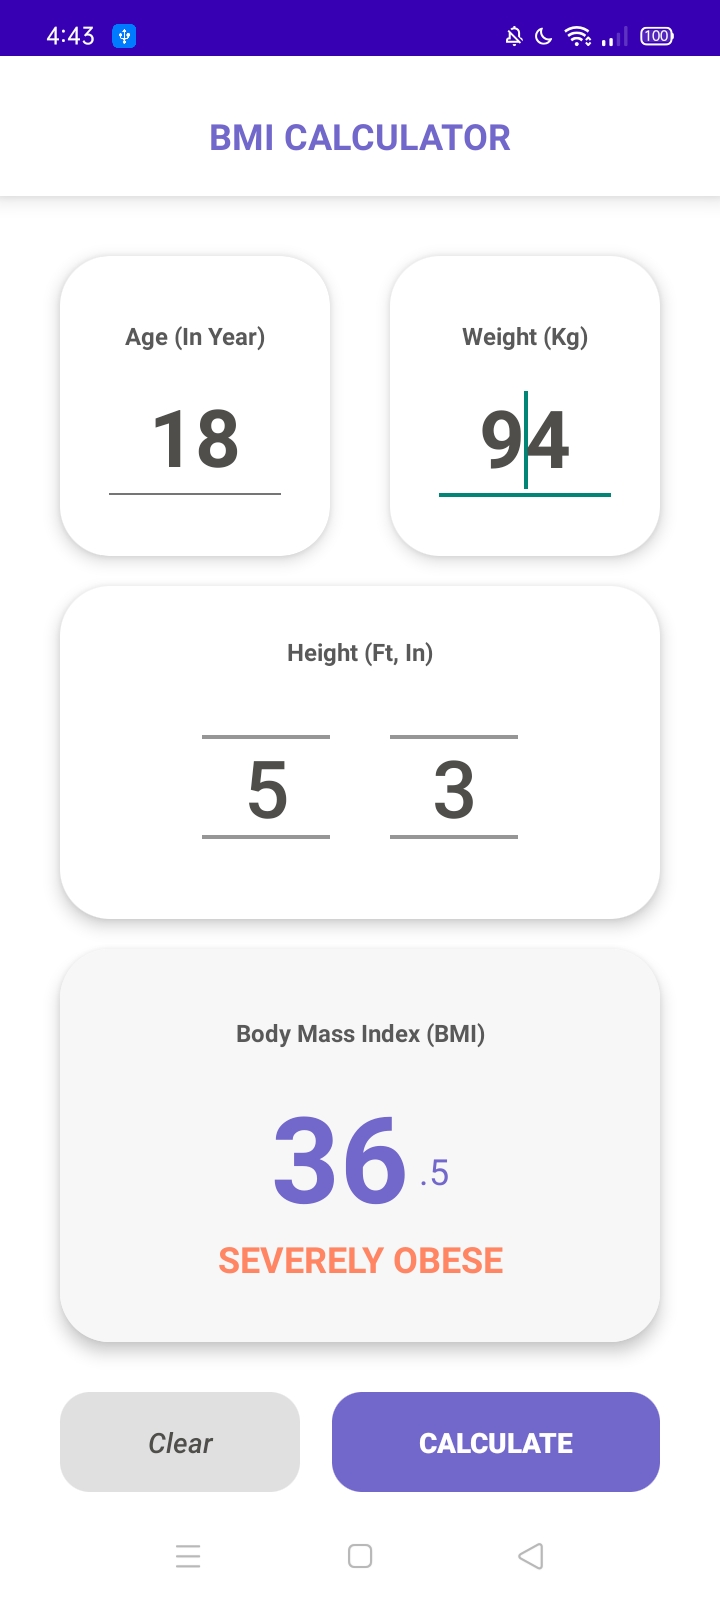 4:43
100
BMI CALCULATOR
Age (In Year)
Weight (Kg)
18
94
Height (Ft, In)
5
3
Body Mass Index (BMI)
36 .5
SEVERELY OBESE
Clear
CALCULATE